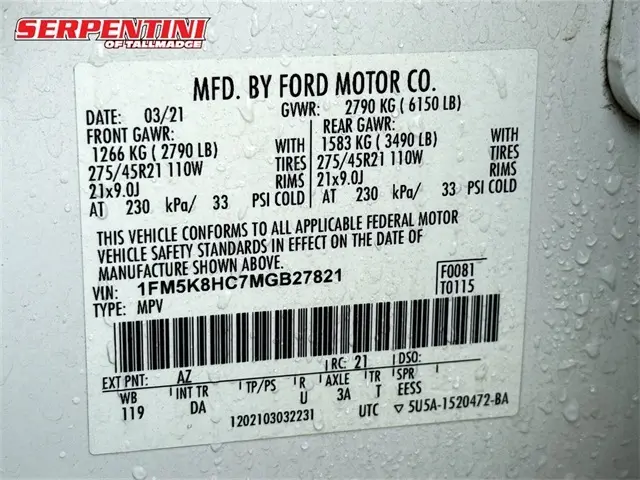 SERPENTINI
OF TALLMADGE
MFD. BY FORD MOTOR CO.
DATE: 03/21 GVWR: 2790 KG ( 6150 LB)
FRONT GAWR: REAR GAWR:
1266 KG ( 2790 LB) WITH 1583 KG ( 3490 LB) WITH
275/45R21 110W TIRES 275/45R21 110W TIRES
21x9.0J RIMS 21x9.0J RIMS
AT 230 kPa/ 33 PSI COLD AT 230 kPa/ 33 PSI COLD
THIS VEHICLE CONFORMS TO ALL APPLICABLE FEDERAL MOTOR
VEHICLE SAFETY STANDARDS IN EFFECT ON THE DATE OF
MANUFACTURE SHOWN ABOVE.
VIN: 1FM5K8HC7MGB27821 F0081
TYPE: MPV T0115
EXT PNT: AZ RC: 21 DSO:
WB INT TR TP/PS R AXLE TR SPR
119 DA U 3A T EESS
1202103032231 UTC ▽ 5U5A-1520472-BA